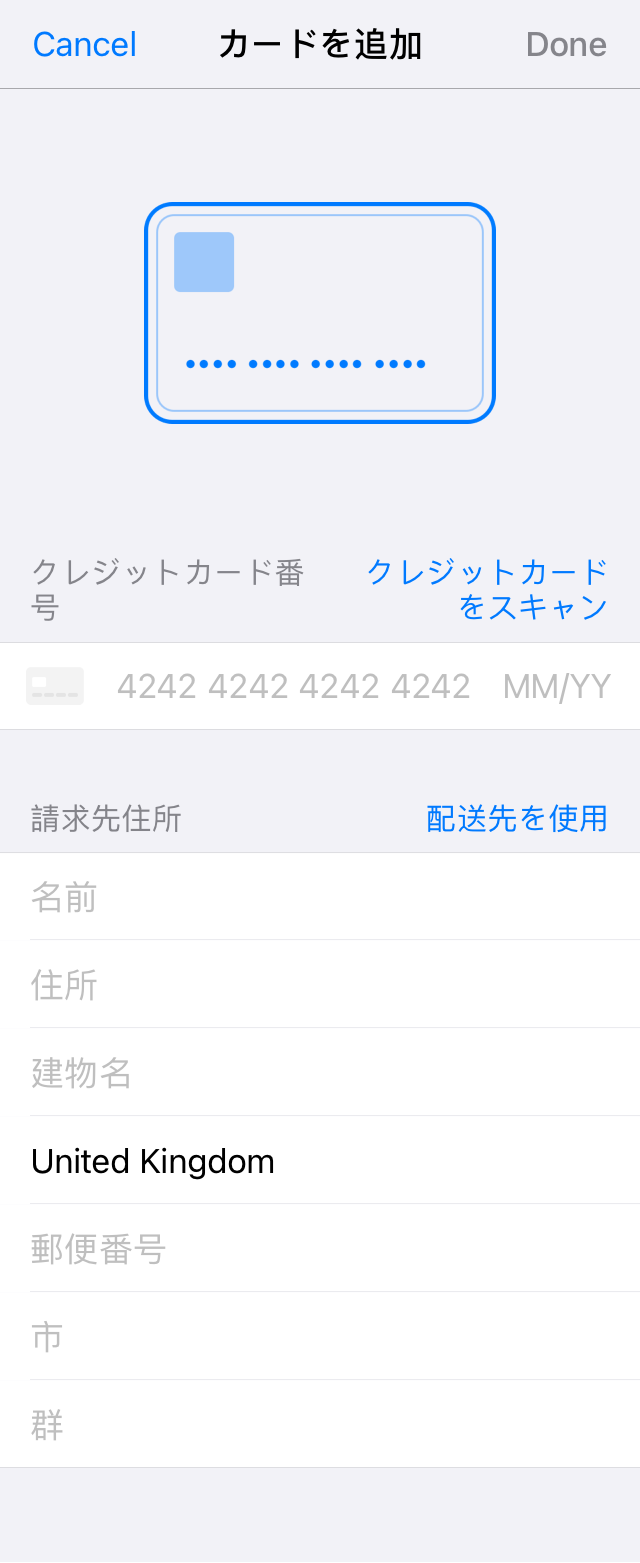 Cancel
カードを追加
Done
クレジットカード番
号
クレジットカード
をスキャン
4242 4242 4242 4242
MM/YY
請求先住所
配送先を使用
名前
住所
建物名
United Kingdom
郵便番号
市
群